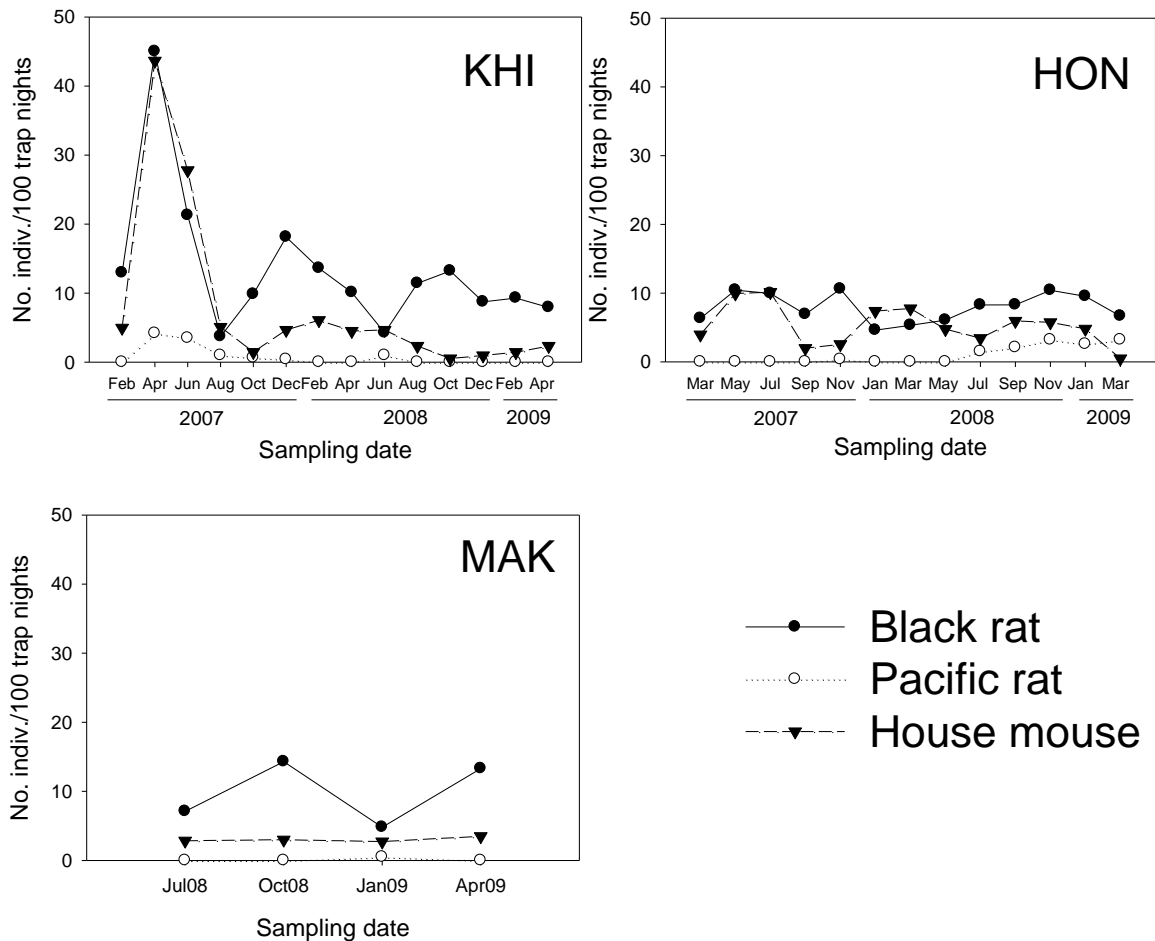 KHI
No. indiv./100 trap nights
50
40
30
20
10
0
Feb Apr Jun Aug Oct Dec Feb Apr Jun Aug Oct Dec Feb Apr
2007 2008 2009
Sampling date
HON
No. indiv./100 trap nights
50
40
30
20
10
0
Mar May Jul Sep Nov Jan Mar May Jul Sep Nov Jan Mar
2007 2008 2009
Sampling date
MAK
No. indiv./100 trap nights
50
40
30
20
10
0
Jul08 Oct08 Jan09 Apr09
Sampling date
Black rat
Pacific rat
House mouse